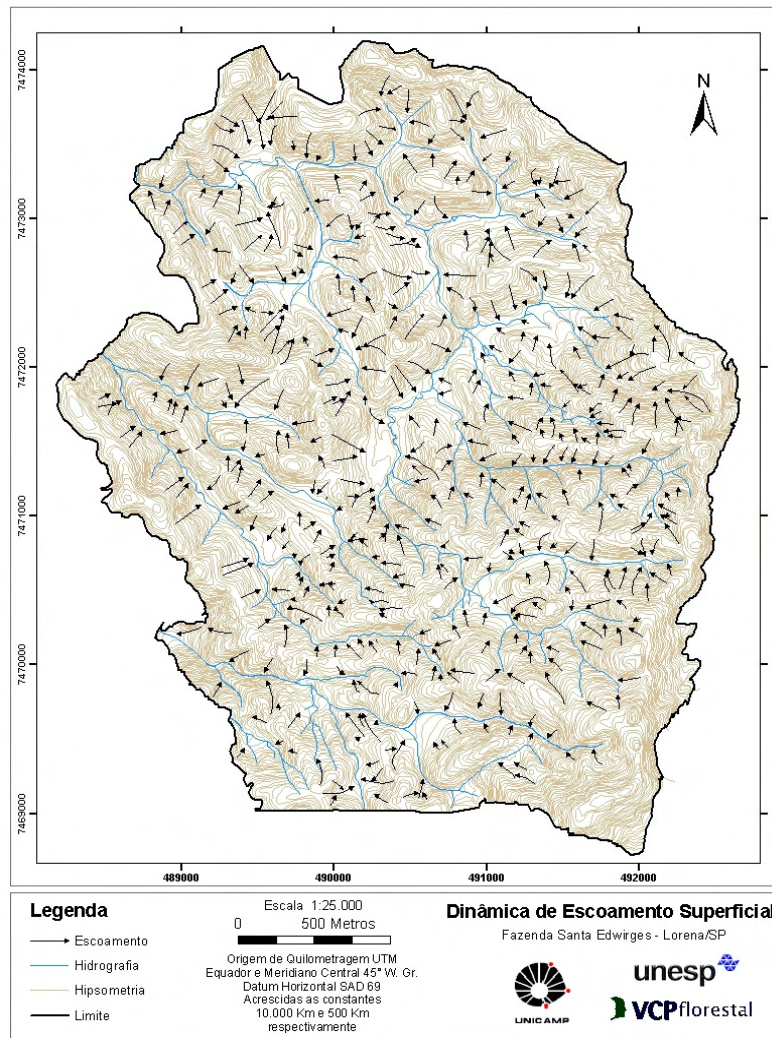 7474000
7473000
7472000
7471000
7470000
7469000
N
489000
490000
491000
492000
Legenda
Escoamento
Hidrografia
Hipsometria
Limite
Escala 1:25.000
0 500 Metros
Origem de Quilometragem UTM
Equador e Meridiano Central 45° W. Gr.
Datum Horizontal SAD 69
Acrescidas as constantes
10.000 Km e 500 Km
respectivamente
Dinâmica de Escoamento Superficial
Fazenda Santa Edwirges - Lorena/SP
UNICAMP
unesp
VCPflorestal